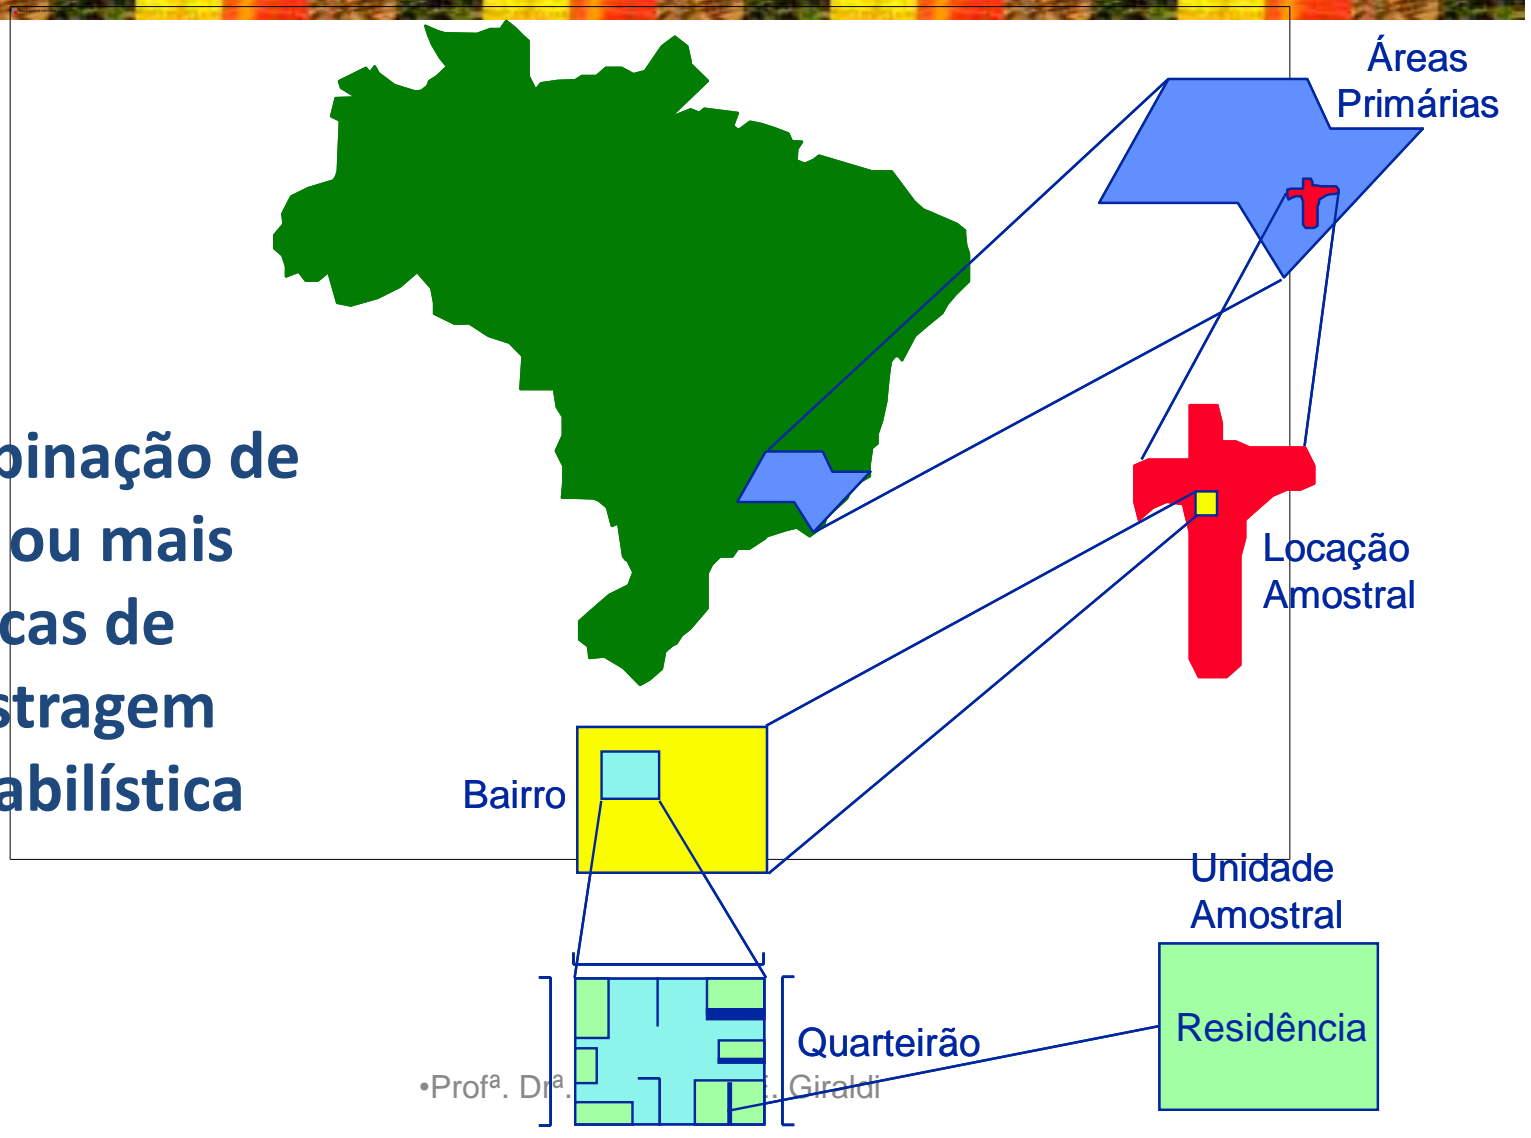 Áreas
Primárias
binação de
ou mais
cas de
stragem
abilística
Locação
Amostral
Bairro
Unidade
Amostral
Residência
Quarteirão
•Profª. Drª. E. Giraldi